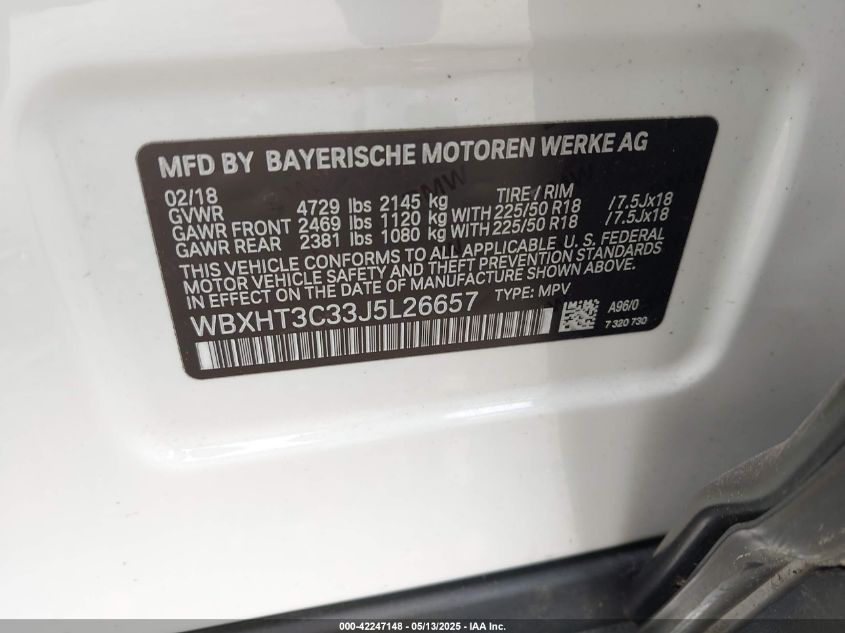 MFD BY BAYERISCHE MOTOREN WERKE AG
02/18 TIRE / RIM
GVWR 4729 lbs 2145 kg
GAWR FRONT 2469 lbs 1120 kg WITH 225/50 R18 /7.5Jx18
GAWR REAR 2381 lbs 1080 kg WITH 225/50 R18 /7.5Jx18
THIS VEHICLE CONFORMS TO ALL APPLICABLE U. S. FEDERAL
MOTOR VEHICLE SAFETY AND THEFT PREVENTION STANDARDS
IN EFFECT ON THE DATE OF MANUFACTURE SHOWN ABOVE.
WBXHT3C33J5L26657 TYPE: MPV
A96/0
7 320 730
000-42247148 - 05/13/2025 - IAA Inc.